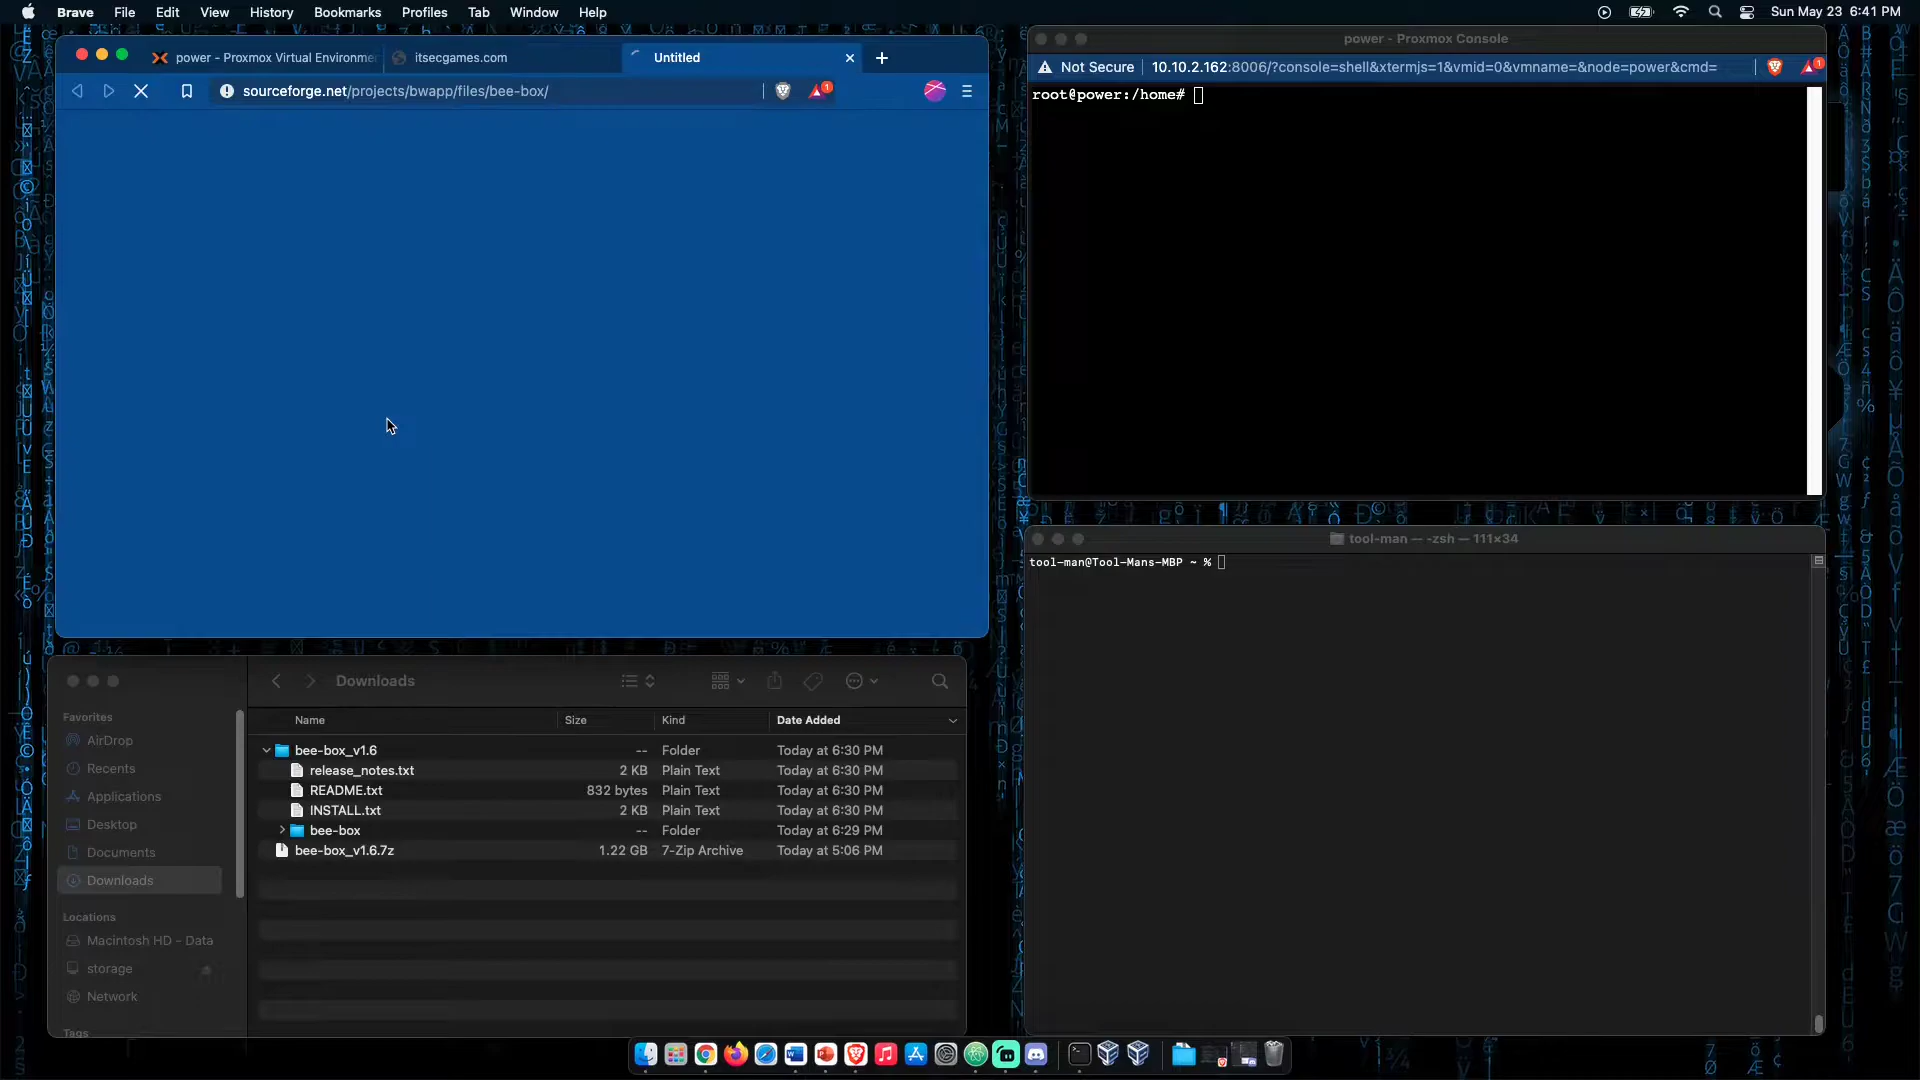 Brave File Edit View History Bookmarks Profiles Tab Window Help
Sun May 23 6:41 PM
power - Proxmox Virtual Environme
itsecgames.com
Untitled
sourceforge.net/projects/bwapp/files/bee-box/
1
power - Proxmox Console
Not Secure 10.10.2.162:8006/?console=shell&xtermjs=1&vmid=0&vmname=&node=power&cmd=
1
root@power:/home#
tool-man — -zsh — 111×34
tool-man@Tool-Mans-MBP ~ %
Downloads
Favorites
AirDrop
Recents
Applications
Desktop
Documents
Downloads
Locations
Macintosh HD - Data
storage
Network
Tags
Name Size Kind Date Added
bee-box_v1.6 -- Folder Today at 6:30 PM
release_notes.txt 2 KB Plain Text Today at 6:30 PM
README.txt 832 bytes Plain Text Today at 6:30 PM
INSTALL.txt 2 KB Plain Text Today at 6:30 PM
bee-box -- Folder Today at 6:29 PM
bee-box_v1.6.7z 1.22 GB 7-Zip Archive Today at 5:06 PM